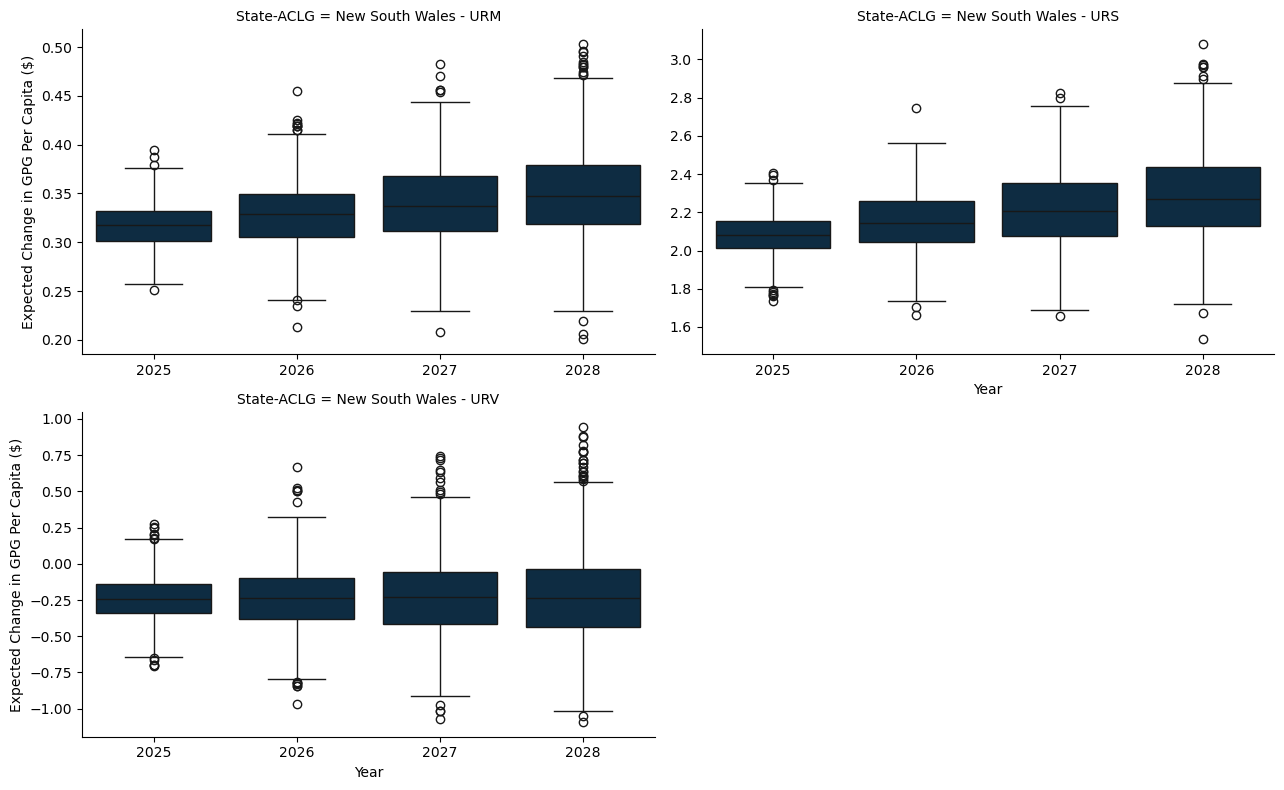 State-ACLG = New South Wales - URM
Expected Change in GPG Per Capita ($)
0.50
0.45
0.40
0.35
0.30
0.25
0.20
2025 2026 2027 2028
State-ACLG = New South Wales - URS
3.0
2.8
2.6
2.4
2.2
2.0
1.8
1.6
2025 2026 2027 2028
Year
State-ACLG = New South Wales - URV
Expected Change in GPG Per Capita ($)
1.00
0.75
0.50
0.25
0.00
−0.25
−0.50
−0.75
−1.00
2025 2026 2027 2028
Year